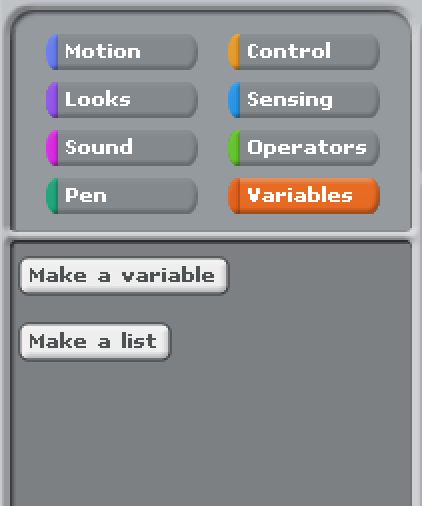 Motion
Control
Looks
Sensing
Sound
Operators
Pen
Variables
Make a variable
Make a list